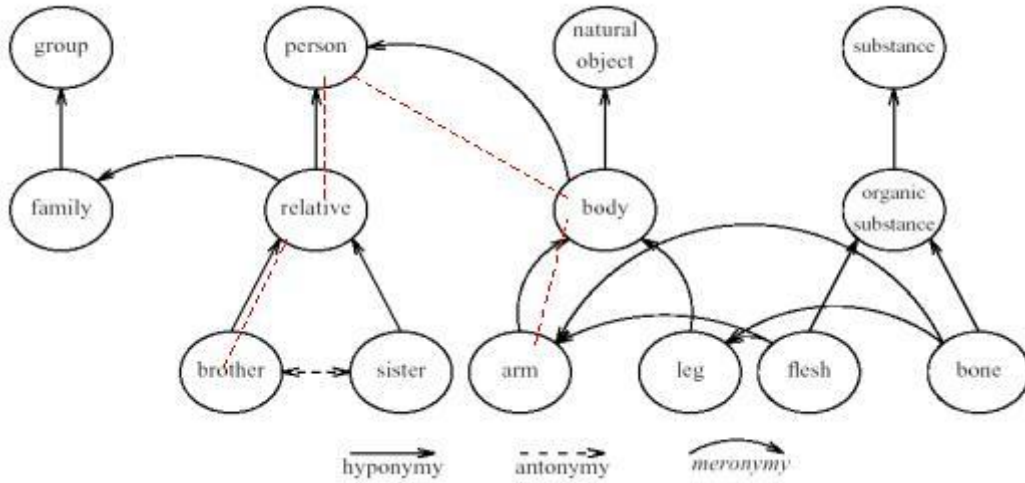 group
person
natural
object
substance
family
relative
body
organic
substance
brother
sister
arm
leg
flesh
bone
hyponymy
antonymy
meronymy